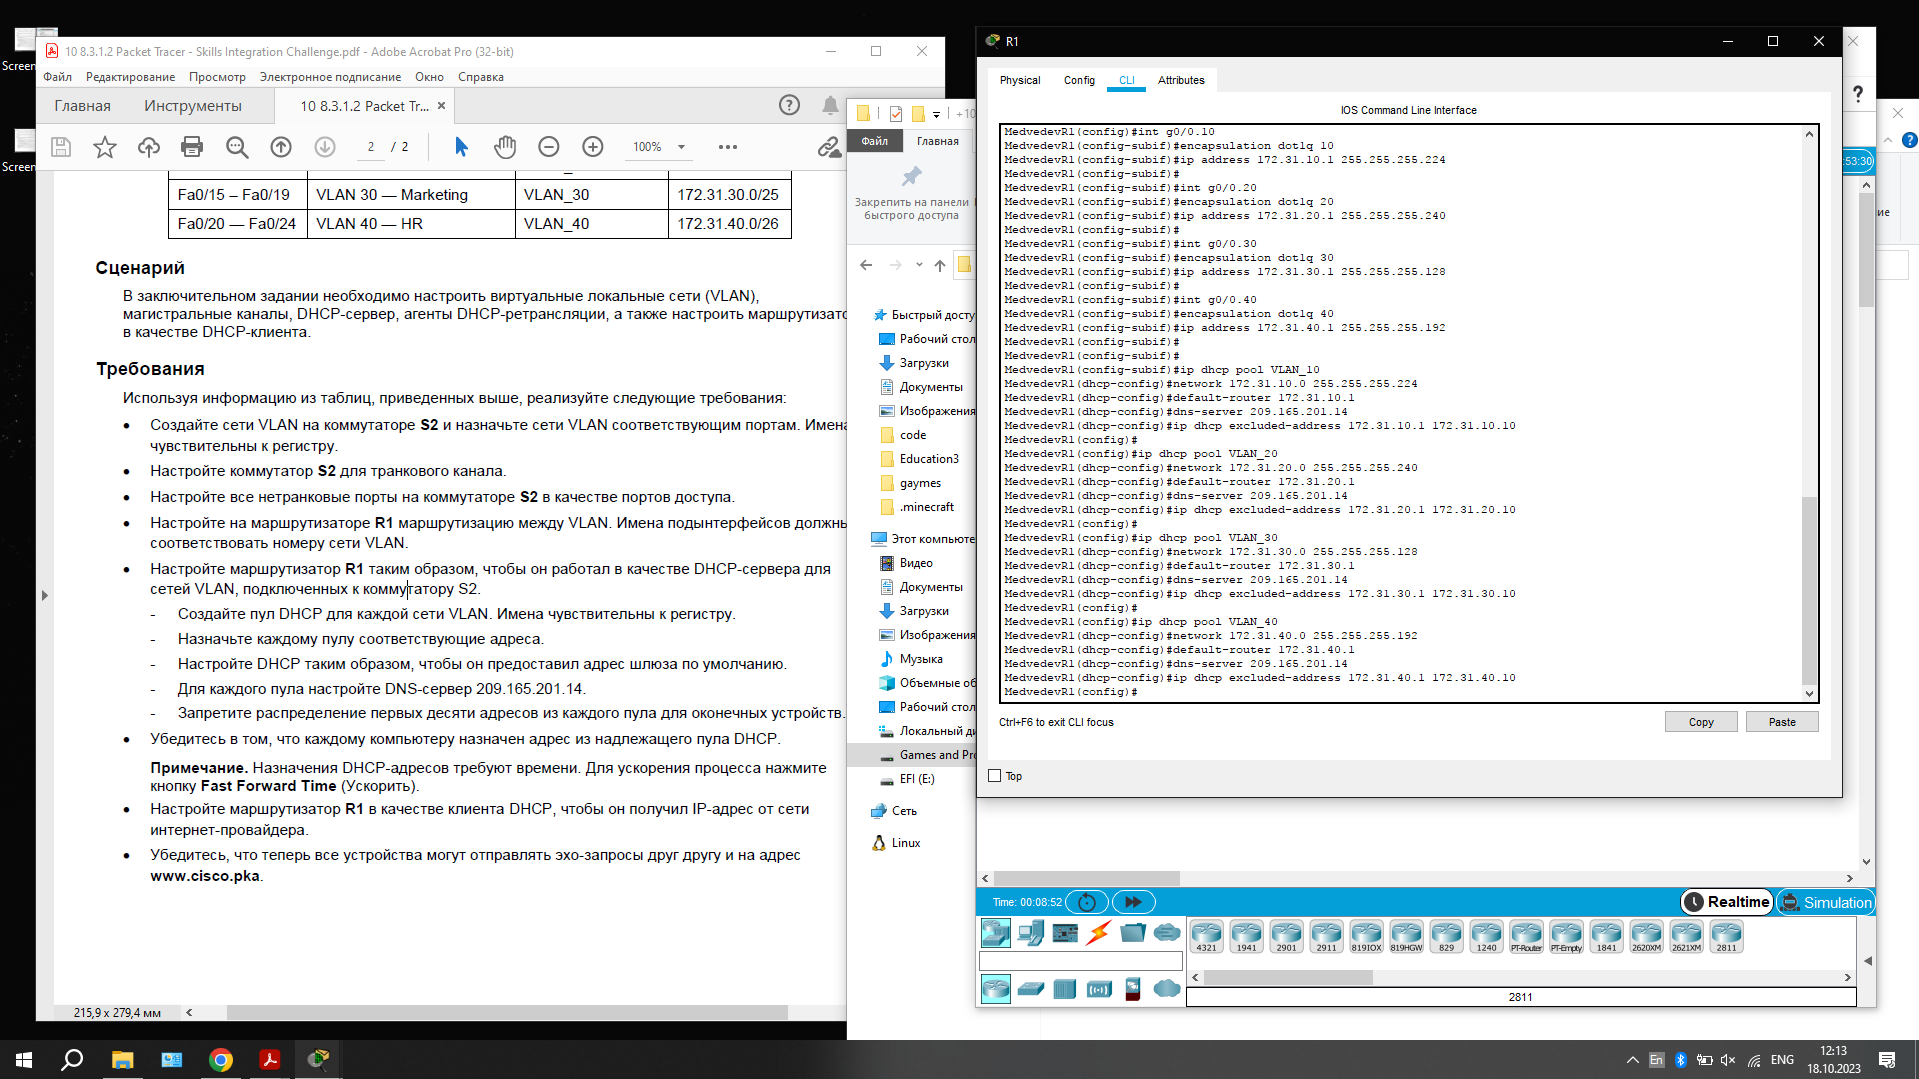 Screen
Screen
10 8.3.1.2 Packet Tracer - Skills Integration Challenge.pdf - Adobe Acrobat Pro (32-bit)
Файл Редактирование Просмотр Электронное подписание Окно Справка
Главная Инструменты 10 8.3.1.2 Packet Tr... ×
2 / 2 100%
Fa0/15 – Fa0/19 VLAN 30 — Marketing VLAN_30 172.31.30.0/25
Fa0/20 — Fa0/24 VLAN 40 — HR VLAN_40 172.31.40.0/26
Сценарий
В заключительном задании необходимо настроить виртуальные локальные сети (VLAN),
магистральные каналы, DHCP-сервер, агенты DHCP-ретрансляции, а также настроить маршрутизато
в качестве DHCP-клиента.
Требования
Используя информацию из таблиц, приведенных выше, реализуйте следующие требования:
• Создайте сети VLAN на коммутаторе S2 и назначьте сети VLAN соответствующим портам. Имена
чувствительны к регистру.
• Настройте коммутатор S2 для транкового канала.
• Настройте все нетранковые порты на коммутаторе S2 в качестве портов доступа.
• Настройте на маршрутизаторе R1 маршрутизацию между VLAN. Имена подынтерфейсов должны
соответствовать номеру сети VLAN.
• Настройте маршрутизатор R1 таким образом, чтобы он работал в качестве DHCP-сервера для
сетей VLAN, подключенных к коммутатору S2.
- Создайте пул DHCP для каждой сети VLAN. Имена чувствительны к регистру.
- Назначьте каждому пулу соответствующие адреса.
- Настройте DHCP таким образом, чтобы он предоставил адрес шлюза по умолчанию.
- Для каждого пула настройте DNS-сервер 209.165.201.14.
- Запретите распределение первых десяти адресов из каждого пула для оконечных устройств.
• Убедитесь в том, что каждому компьютеру назначен адрес из надлежащего пула DHCP.
Примечание. Назначения DHCP-адресов требуют времени. Для ускорения процесса нажмите
кнопку Fast Forward Time (Ускорить).
• Настройте маршрутизатор R1 в качестве клиента DHCP, чтобы он получил IP-адрес от сети
интернет-провайдера.
• Убедитесь, что теперь все устройства могут отправлять эхо-запросы друг другу и на адрес
www.cisco.pka.
215,9 x 279,4 мм
Файл Главная
Закрепить на панели
быстрого доступа
Быстрый досту
Рабочий стол
Загрузки
Документы
Изображения
code
Education3
gaymes
.minecraft
Этот компьюте
Видео
Документы
Загрузки
Изображения
Музыка
Объемные об
Рабочий стол
Локальный ди
Games and Pro
EFI (E:)
Сеть
Linux
R1
Physical Config CLI Attributes
IOS Command Line Interface
MedvedevR1(config)#int g0/0.10
MedvedevR1(config-subif)#encapsulation dot1q 10
MedvedevR1(config-subif)#ip address 172.31.10.1 255.255.255.224
MedvedevR1(config-subif)#
MedvedevR1(config-subif)#int g0/0.20
MedvedevR1(config-subif)#encapsulation dot1q 20
MedvedevR1(config-subif)#ip address 172.31.20.1 255.255.255.240
MedvedevR1(config-subif)#
MedvedevR1(config-subif)#int g0/0.30
MedvedevR1(config-subif)#encapsulation dot1q 30
MedvedevR1(config-subif)#ip address 172.31.30.1 255.255.255.128
MedvedevR1(config-subif)#
MedvedevR1(config-subif)#int g0/0.40
MedvedevR1(config-subif)#encapsulation dot1q 40
MedvedevR1(config-subif)#ip address 172.31.40.1 255.255.255.192
MedvedevR1(config-subif)#
MedvedevR1(config-subif)#
MedvedevR1(config-subif)#ip dhcp pool VLAN_10
MedvedevR1(dhcp-config)#network 172.31.10.0 255.255.255.224
MedvedevR1(dhcp-config)#default-router 172.31.10.1
MedvedevR1(dhcp-config)#dns-server 209.165.201.14
MedvedevR1(dhcp-config)#ip dhcp excluded-address 172.31.10.1 172.31.10.10
MedvedevR1(config)#
MedvedevR1(config)#ip dhcp pool VLAN_20
MedvedevR1(dhcp-config)#network 172.31.20.0 255.255.255.240
MedvedevR1(dhcp-config)#default-router 172.31.20.1
MedvedevR1(dhcp-config)#dns-server 209.165.201.14
MedvedevR1(dhcp-config)#ip dhcp excluded-address 172.31.20.1 172.31.20.10
MedvedevR1(config)#
MedvedevR1(config)#ip dhcp pool VLAN_30
MedvedevR1(dhcp-config)#network 172.31.30.0 255.255.255.128
MedvedevR1(dhcp-config)#default-router 172.31.30.1
MedvedevR1(dhcp-config)#dns-server 209.165.201.14
MedvedevR1(dhcp-config)#ip dhcp excluded-address 172.31.30.1 172.31.30.10
MedvedevR1(config)#
MedvedevR1(config)#ip dhcp pool VLAN_40
MedvedevR1(dhcp-config)#network 172.31.40.0 255.255.255.192
MedvedevR1(dhcp-config)#default-router 172.31.40.1
MedvedevR1(dhcp-config)#dns-server 209.165.201.14
MedvedevR1(dhcp-config)#ip dhcp excluded-address 172.31.40.1 172.31.40.10
MedvedevR1(config)#
Ctrl+F6 to exit CLI focus Copy Paste
Top
:53:30
ие
Time: 00:08:52 Realtime Simulation
4321 1941 2901 2911 819IOX 819HGW 829 1240 PT-Router PT-Empty 1841 2620XM 2621XM 2811
2811
En ENG 12:13
18.10.2023